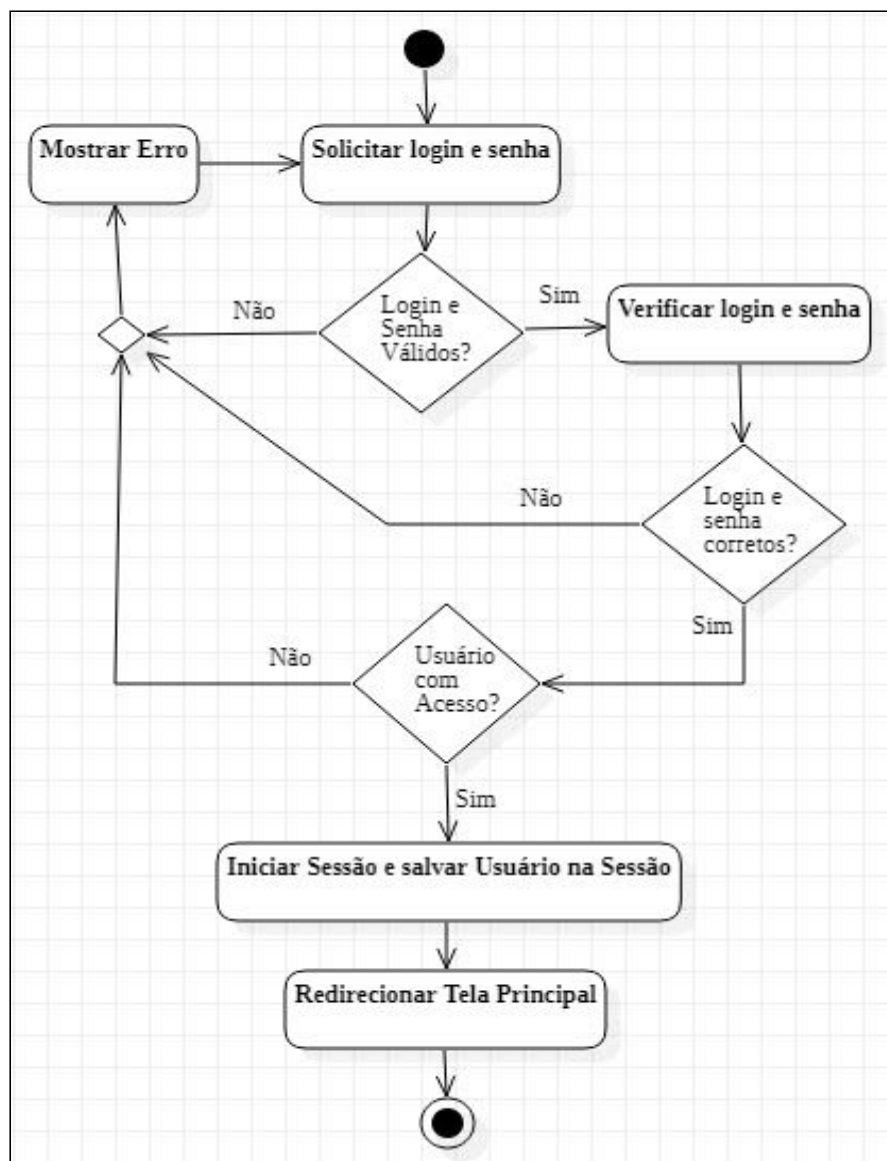 Mostrar Erro
Solicitar login e senha
Login e
Senha
Válidos?
Não
Sim
Verificar login e senha
Login e
senha
corretos?
Não
Sim
Usuário
com
Acesso?
Não
Sim
Iniciar Sessão e salvar Usuário na Sessão
Redirecionar Tela Principal